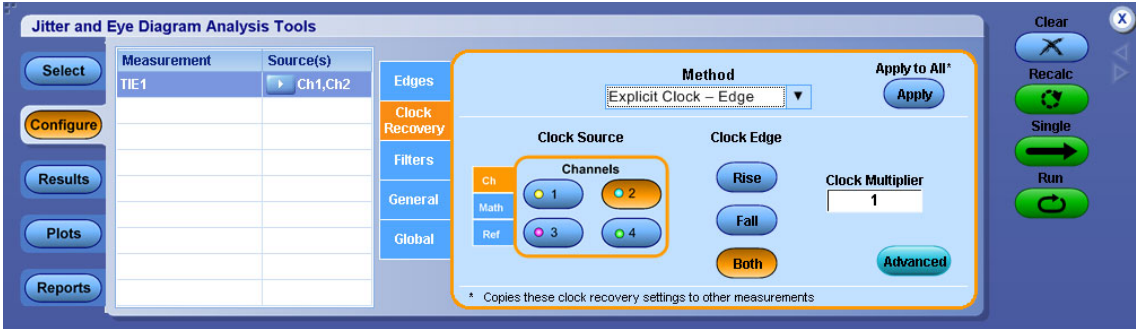 Jitter and Eye Diagram Analysis Tools
Select
Configure
Results
Plots
Reports
Measurement Source(s)
TIE1 Ch1,Ch2
Edges
Clock
Recovery
Filters
General
Global
Method
Explicit Clock – Edge
Apply to All*
Apply
Clock Source
Ch
Math
Ref
Channels
1 2
3 4
Clock Edge
Rise
Fall
Both
Clock Multiplier
1
Advanced
* Copies these clock recovery settings to other measurements
Clear
X
Recalc
Single
Run